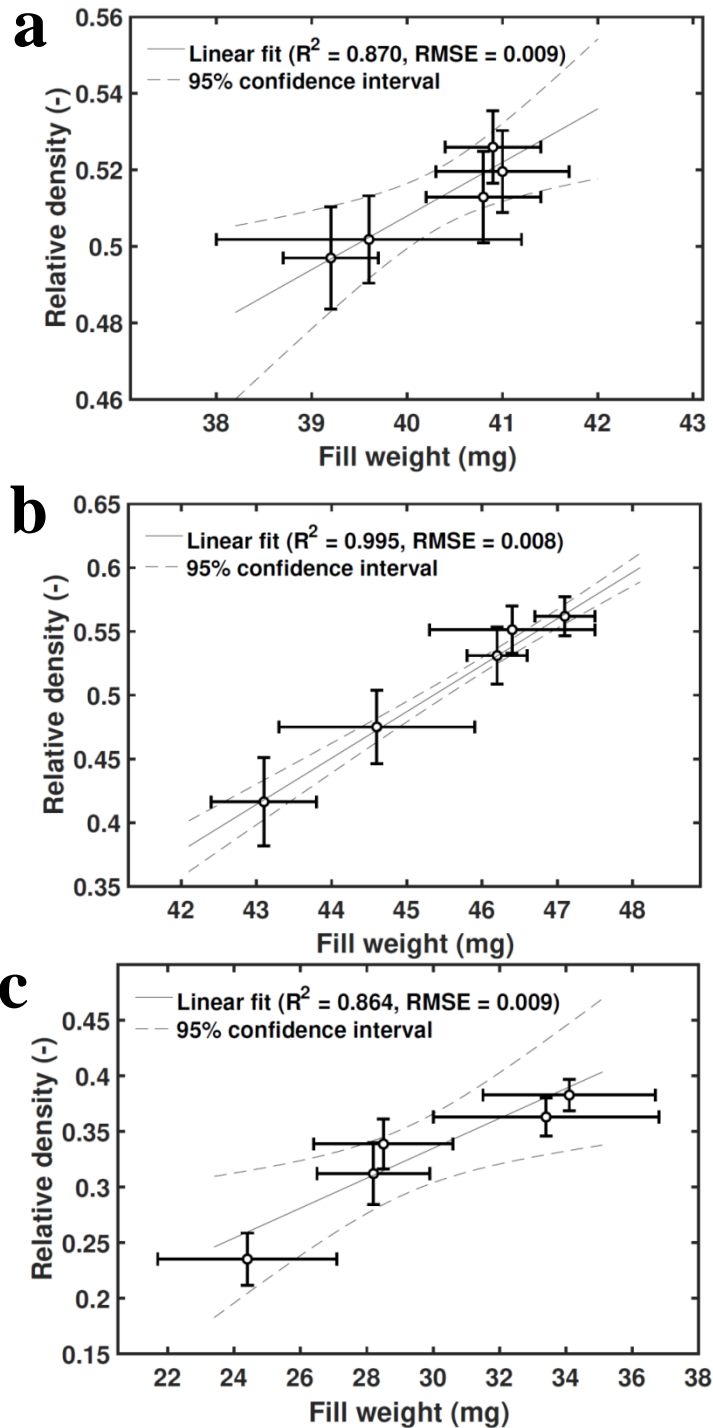 a
0.56
0.54
0.52
0.5
0.48
0.46
Relative density (-)
Linear fit (R² = 0.870, RMSE = 0.009)
95% confidence interval
38 39 40 41 42 43
Fill weight (mg)
b
0.65
0.6
0.55
0.5
0.45
0.4
0.35
Relative density (-)
Linear fit (R² = 0.995, RMSE = 0.008)
95% confidence interval
42 43 44 45 46 47 48
Fill weight (mg)
c
0.45
0.4
0.35
0.3
0.25
0.2
0.15
Relative density (-)
Linear fit (R² = 0.864, RMSE = 0.009)
95% confidence interval
22 24 26 28 30 32 34 36 38
Fill weight (mg)